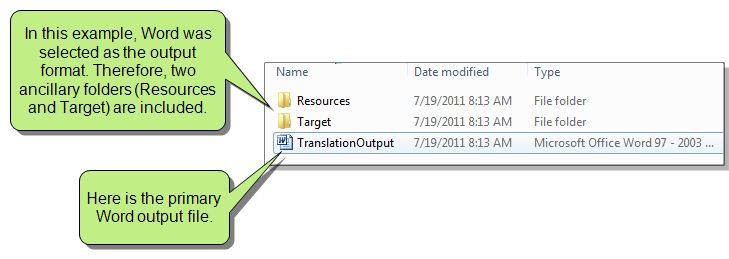 In this example, Word was
selected as the output
format. Therefore, two
ancillary folders (Resources
and Target) are included.
Name Date modified Type
Resources 7/19/2011 8:13 AM File folder
Target 7/19/2011 8:13 AM File folder
TranslationOutput 7/19/2011 8:13 AM Microsoft Office Word 97 - 2003 ...
Here is the primary
Word output file.